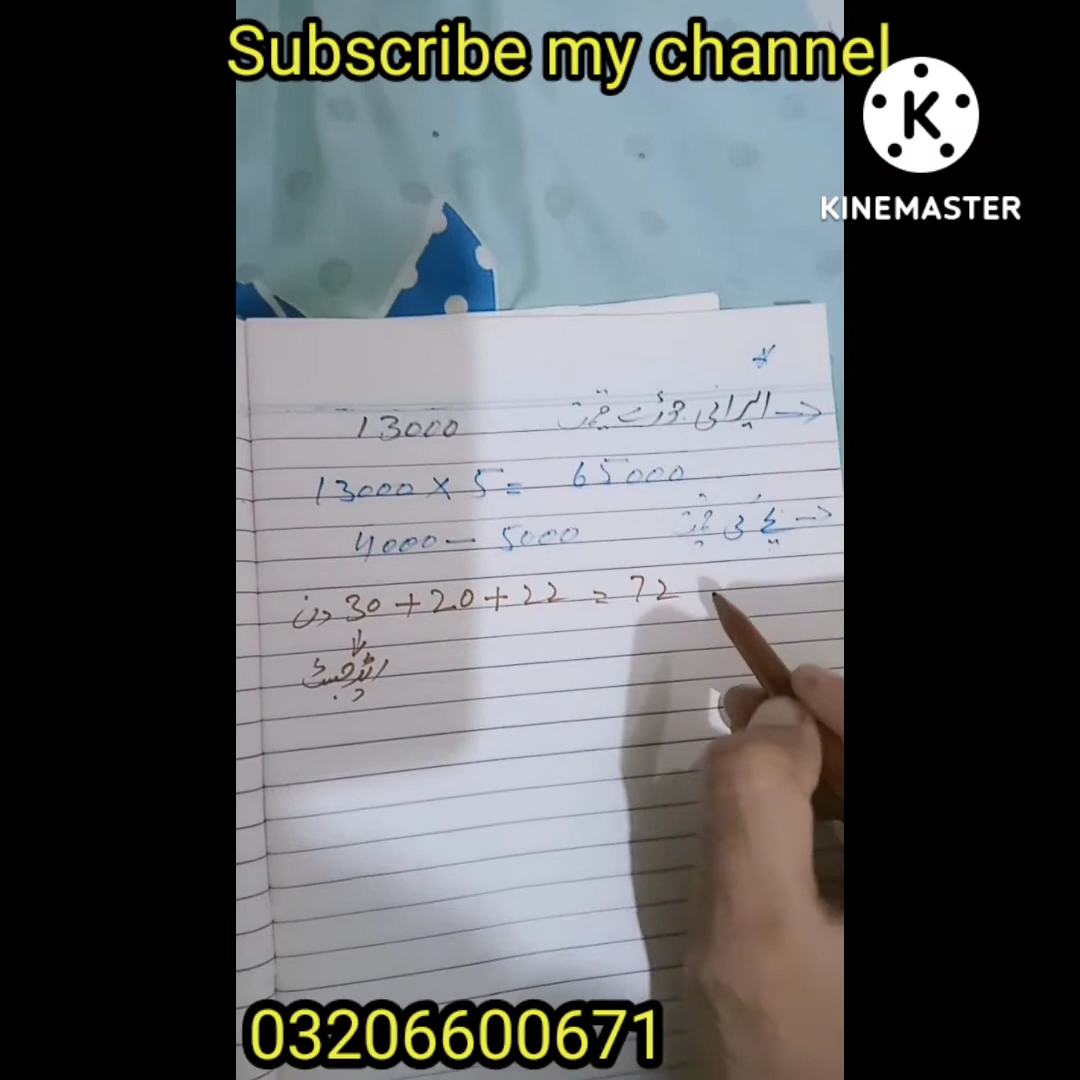 Subscribe my channel
KINEMASTER
ایرانی جوڑے قیمت 13000
13000 × 5 = 65000
کی قیمت 4000 — 5000
دن 30 + 20 + 22 = 72
ایڈجسٹ
03206600671